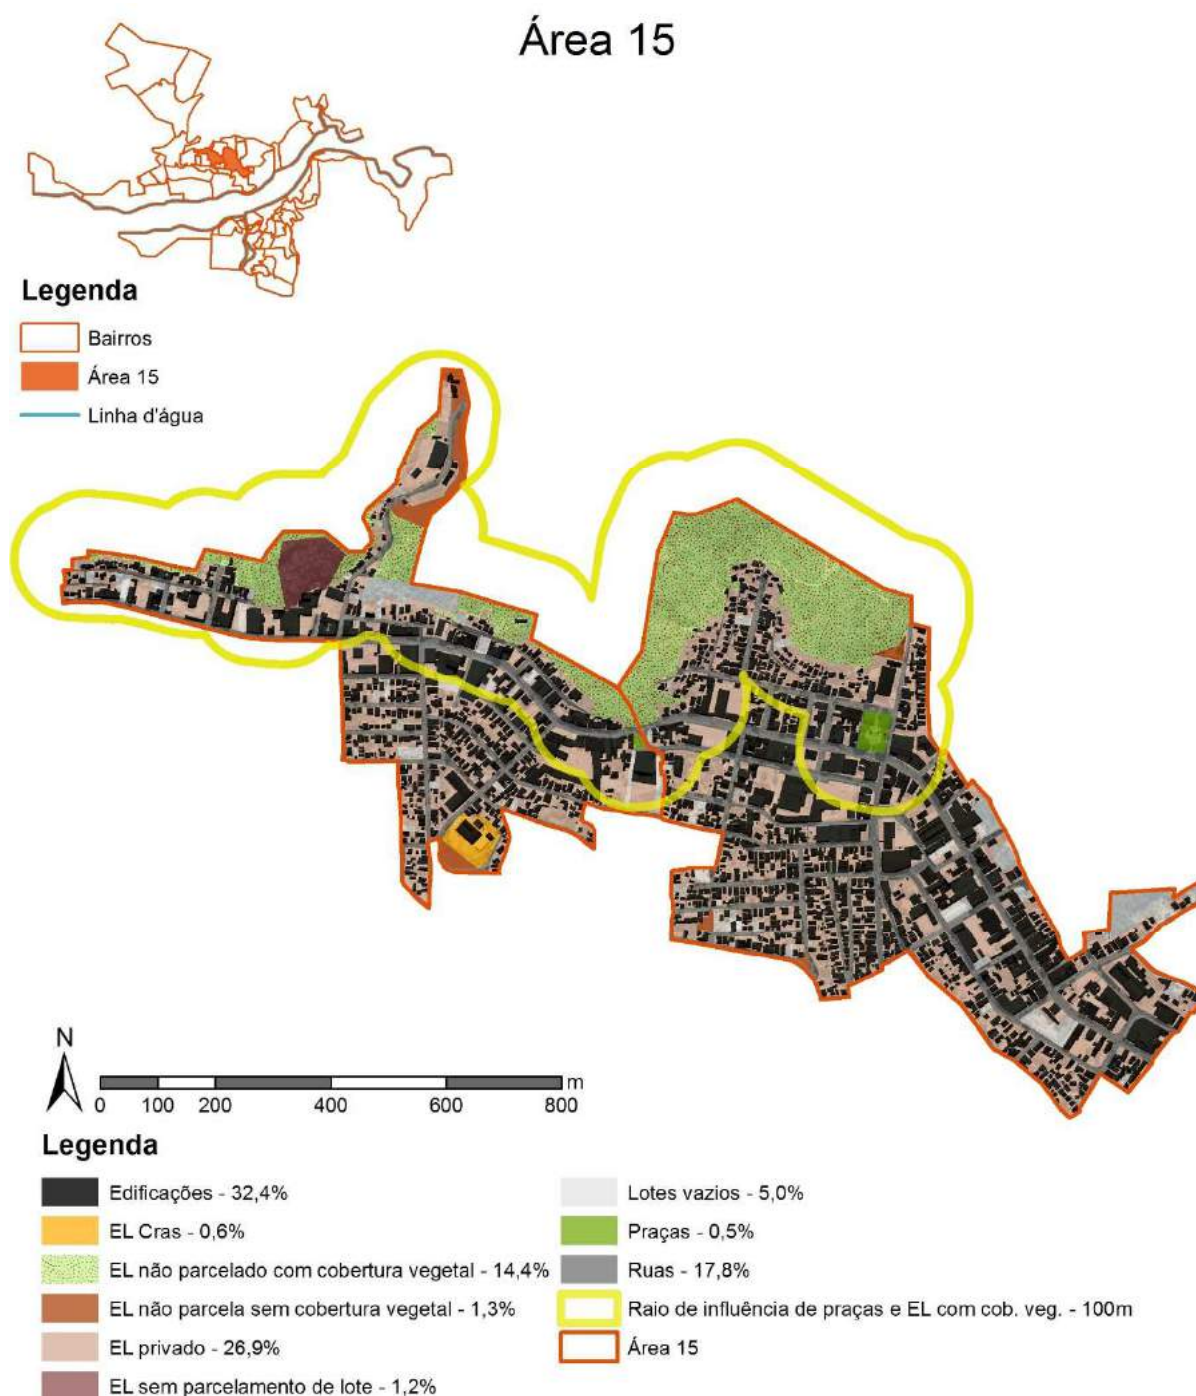 Área 15
Legenda
Bairros
Área 15
Linha d'água
N
m
0 100 200 400 600 800
Legenda
Edificações - 32,4%
EL Cras - 0,6%
EL não parcelado com cobertura vegetal - 14,4%
EL não parcela sem cobertura vegetal - 1,3%
EL privado - 26,9%
EL sem parcelamento de lote - 1,2%
Lotes vazios - 5,0%
Praças - 0,5%
Ruas - 17,8%
Raio de influência de praças e EL com cob. veg. - 100m
Área 15